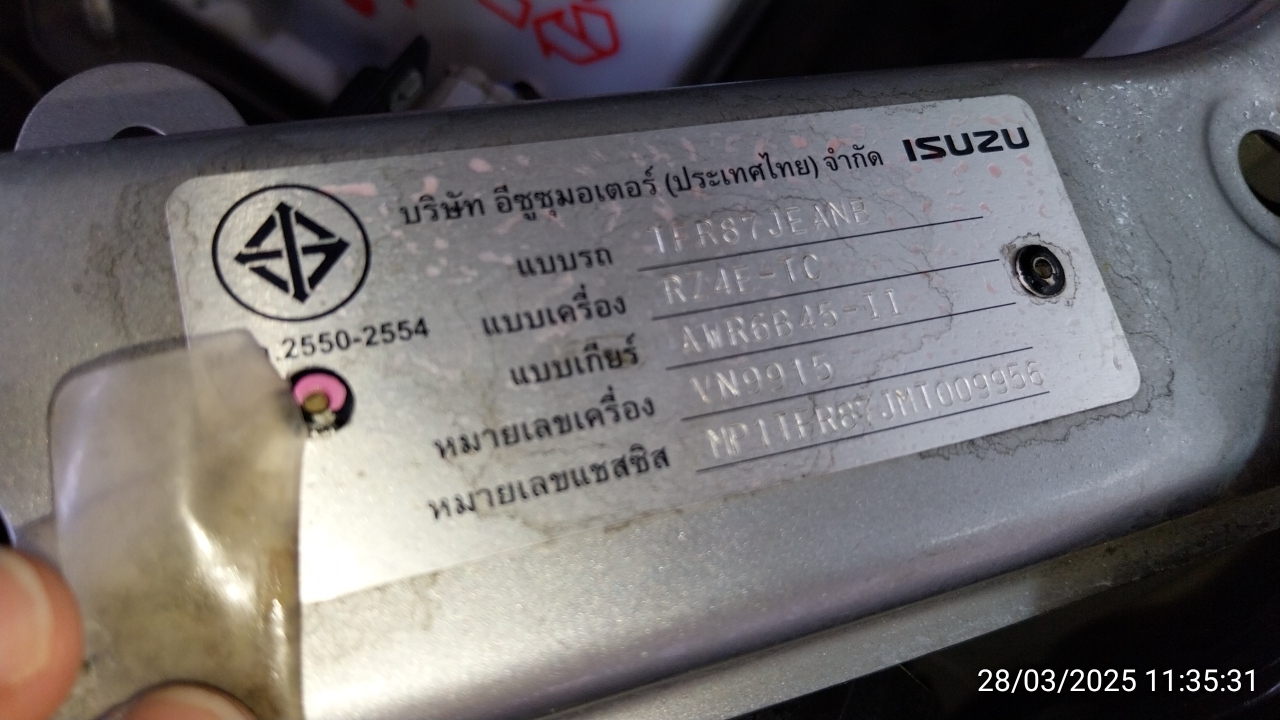 บริษัท อีซูซุมอเตอร์ (ประเทศไทย) จำกัด ISUZU
แบบรถ 1FR87JEANB
แบบเครื่อง RZ4E-TC
.2550-2554 แบบเกียร์ AWR6B45-II
หมายเลขเครื่อง VN9915
หมายเลขแชสซิส MP1TFR87JMT009956
28/03/2025 11:35:31